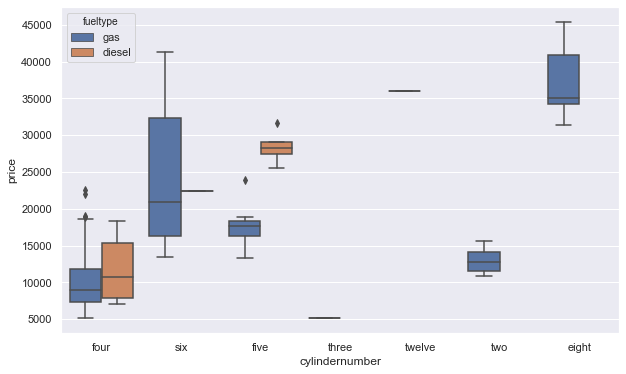 fueltype
gas
diesel
45000
40000
35000
30000
25000
20000
15000
10000
5000
price
four six five three twelve two eight
cylindernumber